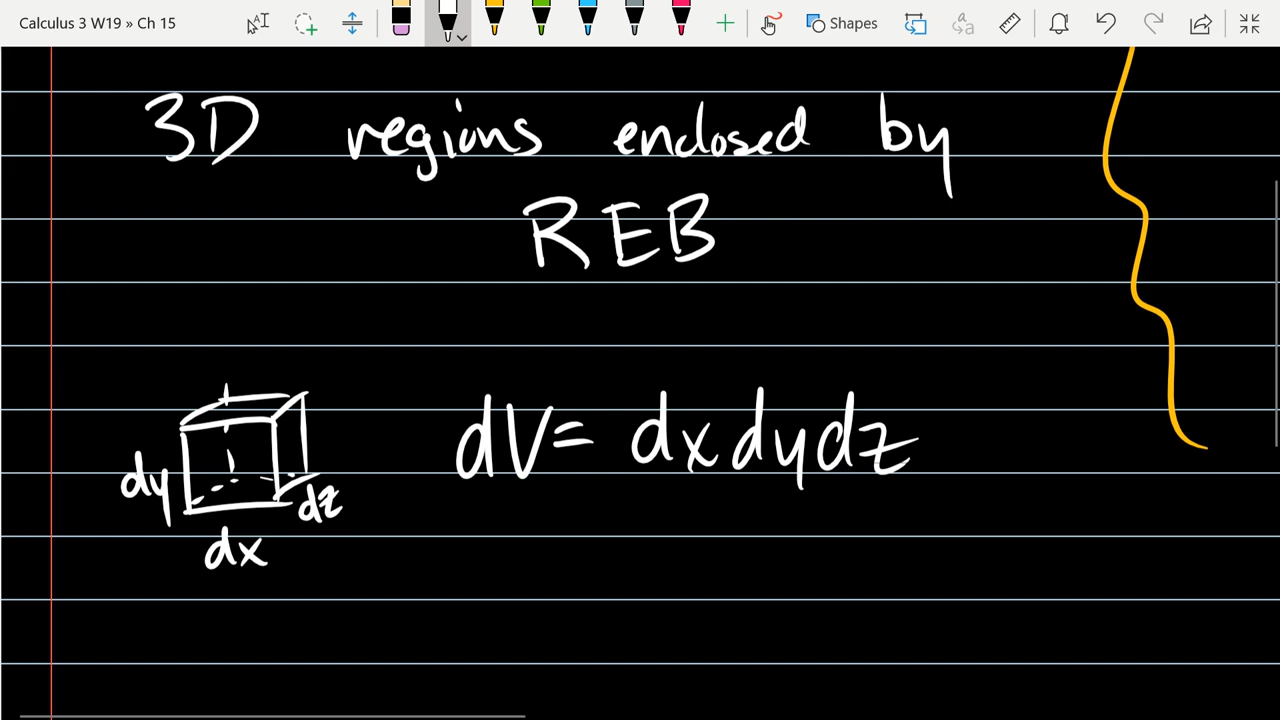 Calculus 3 W19 » Ch 15
Shapes
3D regions enclosed by
REB
dV= dxdydz
dy
dz
dx